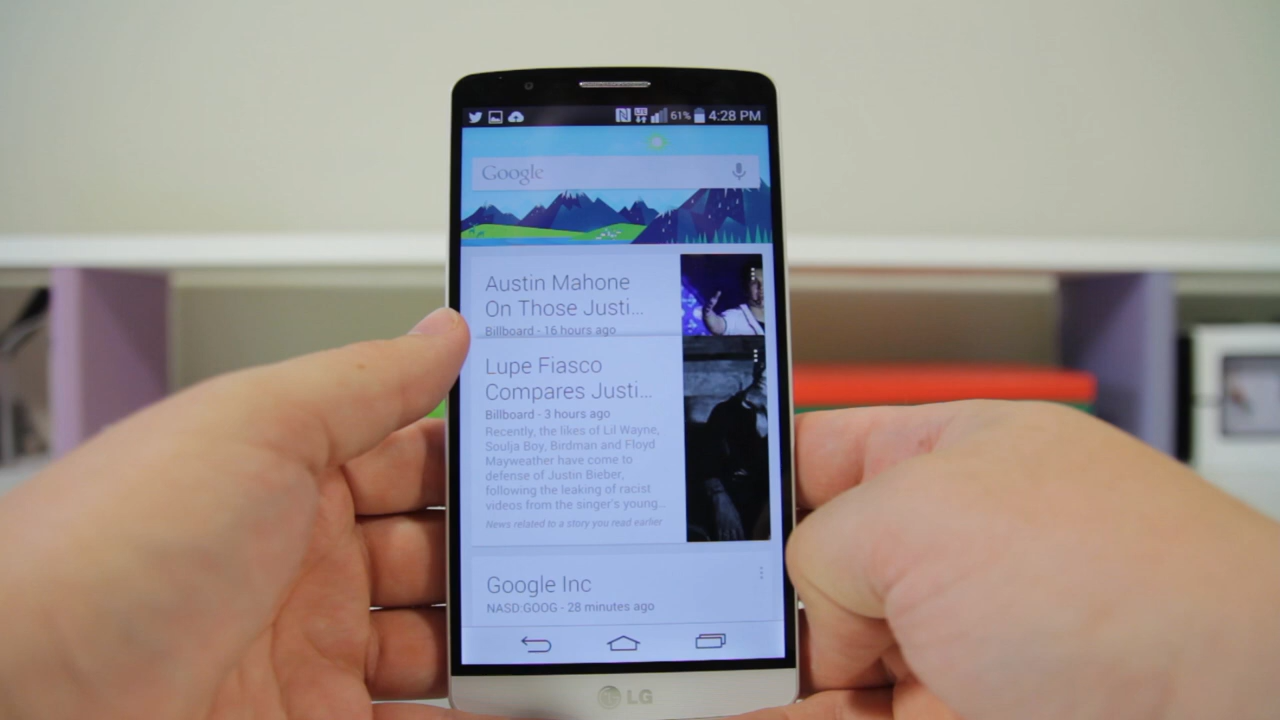 LTE 61% 4:28 PM
Google
Austin Mahone
On Those Justi...
Billboard - 16 hours ago
Lupe Fiasco
Compares Justi...
Billboard - 3 hours ago
Recently, the likes of Lil Wayne,
Soulja Boy, Birdman and Floyd
Mayweather have come to
defense of Justin Bieber,
following the leaking of racist
videos from the singer's young...
News related to a story you read earlier
Google Inc
NASD:GOOG - 28 minutes ago
LG